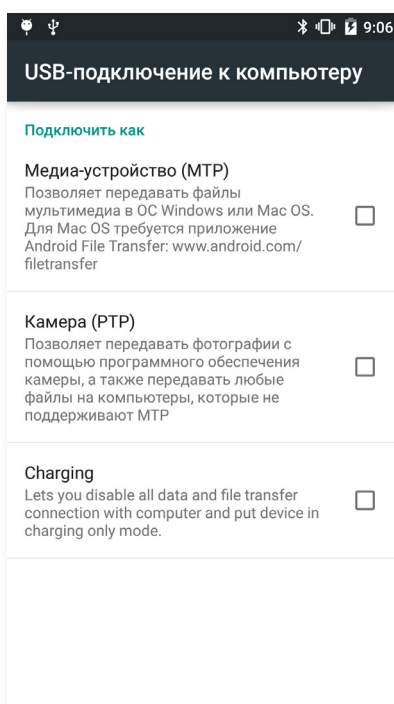 9:06
USB-подключение к компьютеру
Подключить как
Медиа-устройство (MTP)
Позволяет передавать файлы
мультимедиа в ОС Windows или Mac OS.
Для Mac OS требуется приложение
Android File Transfer: www.android.com/
filetransfer
Камера (PTP)
Позволяет передавать фотографии с
помощью программного обеспечения
камеры, а также передавать любые
файлы на компьютеры, которые не
поддерживают MTP
Charging
Lets you disable all data and file transfer
connection with computer and put device in
charging only mode.